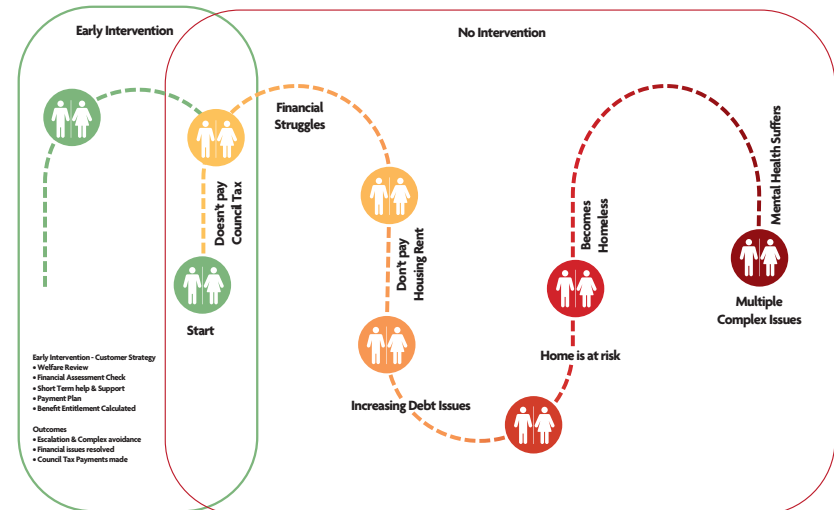 Early Intervention
No Intervention
Financial
Struggles
Doesn't pay
Council Tax
Start
Don't pay
Housing Rent
Increasing Debt Issues
Home is at risk
Becomes
Homeless
Mental Health Suffers
Multiple
Complex Issues
Early Intervention - Customer Strategy
• Welfare Review
• Financial Assessment Check
• Short Term help & Support
• Payment Plan
• Benefit Entitlement Calculated
Outcomes
• Escalation & Complex avoidance
• Financial issues resolved
• Council Tax Payments made